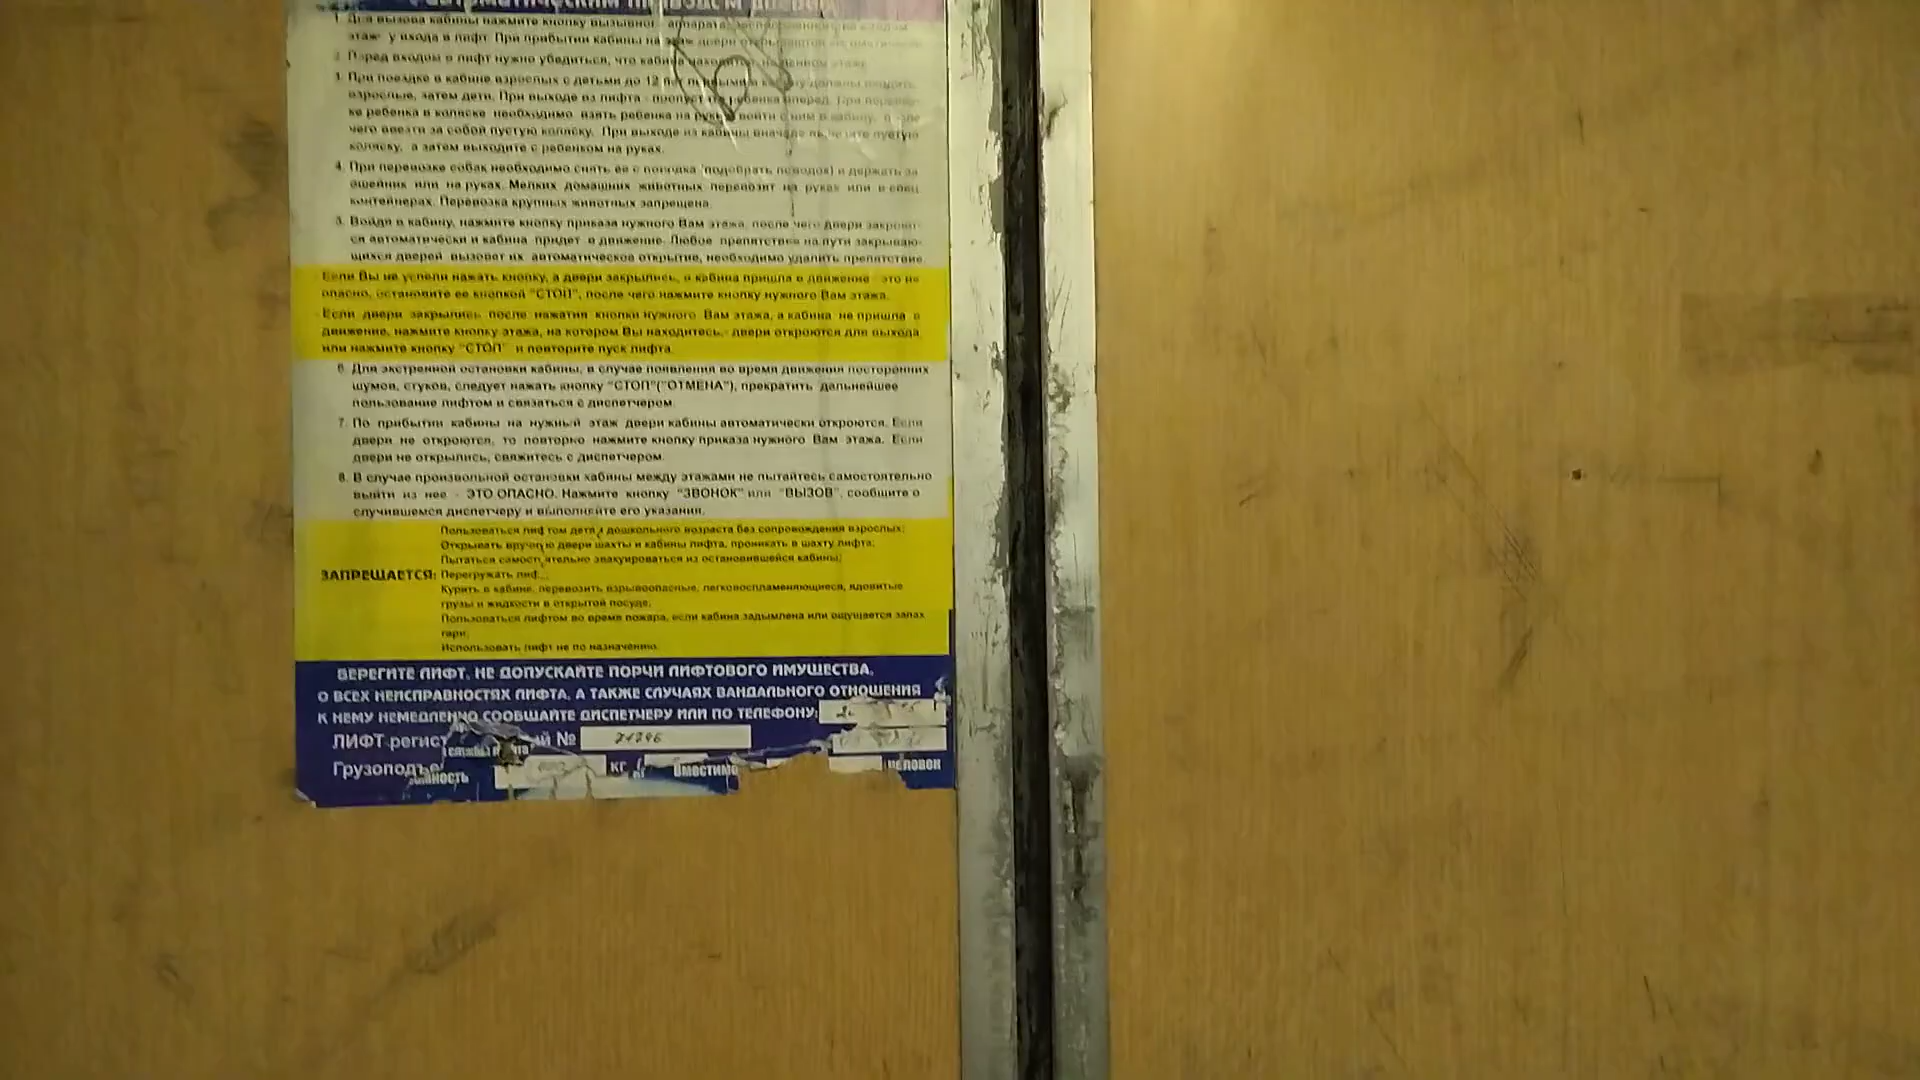 1. Для вызова кабины нажмите кнопку вызывного аппарата,
этаж у входа в лифт. При прибытии кабины на этаж двери открываются
2. Перед входом в лифт нужно убедиться, что кабина находится на данном этаже.
3. При поездке в кабине взрослых с детьми до 12 лет первыми в кабину должны входить
взрослые, затем дети. При выходе из лифта - пропустить ребенка вперед. При перевоз-
ке ребенка в коляске необходимо взять ребенка на руки, войти с ним в кабину, после
чего ввезти за собой пустую коляску. При выходе из кабины вначале вывезите пустую
коляску, а затем выходите с ребенком на руках.
4. При перевозке собак необходимо снять ее с поводка (подобрать поводок) и держать за
ошейник или на руках. Мелких домашних животных перевозят на руках или в спец.
контейнерах. Перевозка крупных животных запрещена.
5. Войдя в кабину, нажмите кнопку приказа нужного Вам этажа, после чего двери закроют-
ся автоматически и кабина придет в движение. Любое препятствие на пути закрываю-
щихся дверей вызовет их автоматическое открытие, необходимо удалить препятствие.
- Если Вы не успели нажать кнопку, а двери закрылись, и кабина пришла в движение - это не
опасно, остановите ее кнопкой "СТОП", после чего нажмите кнопку нужного Вам этажа.
- Если двери закрылись после нажатия кнопки нужного Вам этажа, а кабина не пришла в
движение, нажмите кнопку этажа, на котором Вы находитесь,- двери откроются для выхода
или нажмите кнопку "СТОП" и повторите пуск лифта.
6. Для экстренной остановки кабины, в случае появления во время движения посторонних
шумов, стуков, следует нажать кнопку "СТОП"("ОТМЕНА"), прекратить дальнейшее
пользование лифтом и связаться с диспетчером.
7. По прибытии кабины на нужный этаж двери кабины автоматически откроются. Если
двери не откроются, то повторно нажмите кнопку приказа нужного Вам этажа. Если
двери не открылись, свяжитесь с диспетчером.
8. В случае произвольной остановки кабины между этажами не пытайтесь самостоятельно
выйти из нее - ЭТО ОПАСНО. Нажмите кнопку "ЗВОНОК" или "ВЫЗОВ", сообщите о
случившемся диспетчеру и выполняйте его указания.
Пользоваться лифтом детям дошкольного возраста без сопровождения взрослых;
Открывать вручную двери шахты и кабины лифта, проникать в шахту лифта;
Пытаться самостоятельно эвакуироваться из остановившейся кабины;
ЗАПРЕЩАЕТСЯ: Перегружать лиф
Курить в кабине, перевозить взрывоопасные, легковоспламеняющиеся, ядовитые
грузы и жидкости в открытой посуде;
Пользоваться лифтом во время пожара, если кабина задымлена или ощущается запах
гари;
Использовать лифт не по назначению.
БЕРЕГИТЕ ЛИФТ, НЕ ДОПУСКАЙТЕ ПОРЧИ ЛИФТОВОГО ИМУЩЕСТВА,
О ВСЕХ НЕИСПРАВНОСТЯХ ЛИФТА, А ТАКЖЕ СЛУЧАЯХ ВАНДАЛЬНОГО ОТНОШЕНИЯ
К НЕМУ НЕМЕДЛЕННО СООБЩАЙТЕ ДИСПЕТЧЕРУ ИЛИ ПО ТЕЛЕФОНУ:
ЛИФТ регист й № 71796
Грузоподъе мность кг Вместимо человек